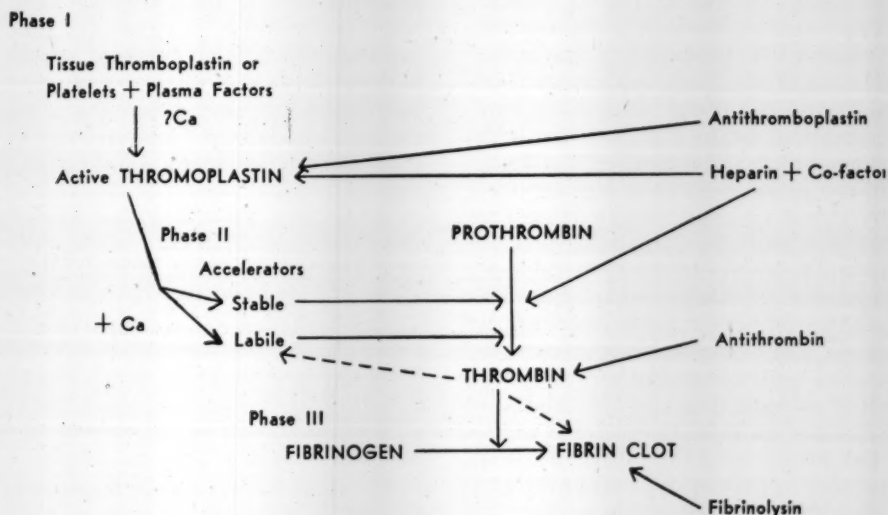 Phase I
Tissue Thromboplastin or
Platelets + Plasma Factors
?Ca
Antithromboplastin
Active THROMOPLASTIN
Heparin + Co-factor
Phase II
PROTHROMBIN
Accelerators
Stable
+ Ca
Labile
Antithrombin
THROMBIN
Phase III
FIBRINOGEN
FIBRIN CLOT
Fibrinolysin